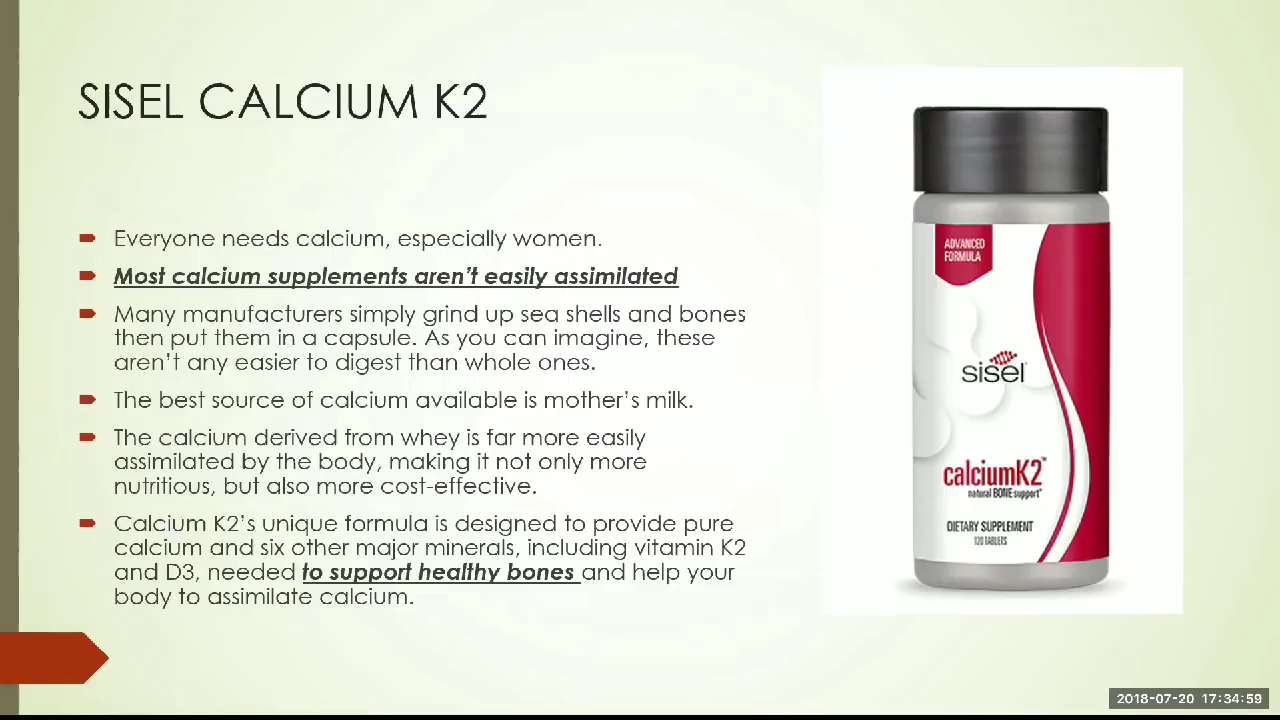 SISEL CALCIUM K2
Everyone needs calcium, especially women.
Most calcium supplements aren't easily assimilated
Many manufacturers simply grind up sea shells and bones
then put them in a capsule. As you can imagine, these
aren't any easier to digest than whole ones.
The best source of calcium available is mother's milk.
The calcium derived from whey is far more easily
assimilated by the body, making it not only more
nutritious, but also more cost-effective.
Calcium K2's unique formula is designed to provide pure
calcium and six other major minerals, including vitamin K2
and D3, needed to support healthy bones and help your
body to assimilate calcium.
ADVANCED
FORMULA
sisel
calciumK2™
natural BONE support*
DIETARY SUPPLEMENT
120 TABLETS
2018-07-20 17:34:59